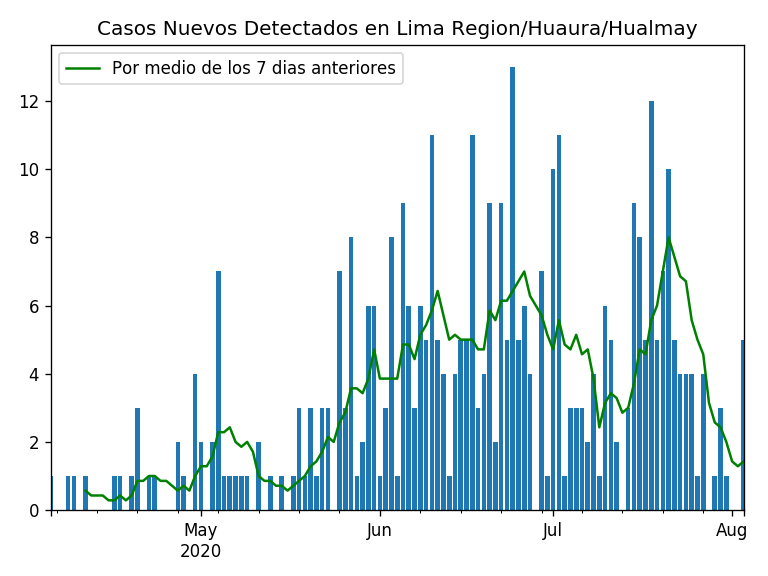 Casos Nuevos Detectados en Lima Region/Huaura/Hualmay
Por medio de los 7 dias anteriores
12
10
8
6
4
2
0
May
2020
Jun
Jul
Aug